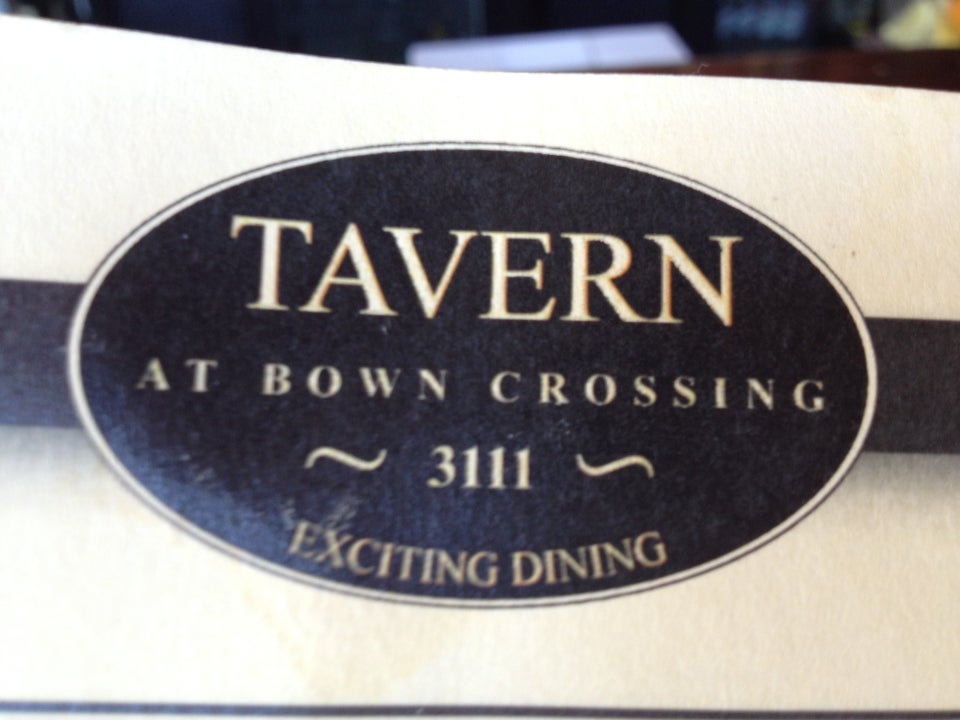 TAVERN
AT BOWN CROSSING
~ 3111 ~
EXCITING DINING